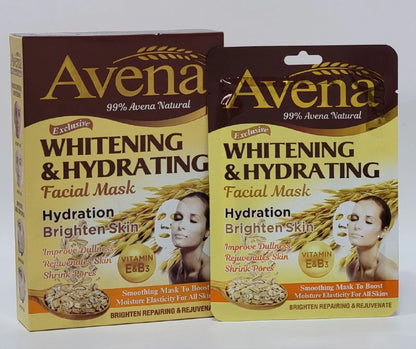 Avena
99% Avena Natural
Exclusive
WHITENING
& HYDRATING
Facial Mask
Hydration
Brighten Skin
Improve Dullness
Rejuvenates Skin
Shrink Pores
VITAMIN
E&B3
Smoothing Mask To Boost
Moisture Elasticity For All Skins
BRIGHTEN REPAIRING & REJUVENATE
Avena
99% Avena Natural
Exclusive
WHITENING
& HYDRATING
Facial Mask
Hydration
Brighten Skin
Improve Dullness
Rejuvenates Skin
Shrink Pores
VITAMIN
E&B3
Smoothing Mask To Boost
Moisture Elasticity For All Skins
BRIGHTEN REPAIRING & REJUVENATE